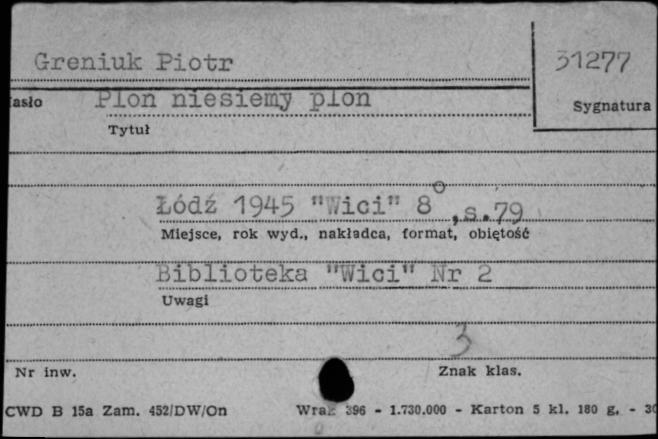 Greniuk Piotr
31277
asło Plon niesiemy plon
Sygnatura
Tytuł
Łódź 1945 "Wici" 8° , s. 79
Miejsce, rok wyd., nakładca, format, obiętość
Biblioteka "Wici" Nr 2
Uwagi
3
Nr inw.
Znak klas.
CWD B 15a Zam. 452/DW/On 396 - 1.730.000 - Karton 5 kl. 180 g. - 30